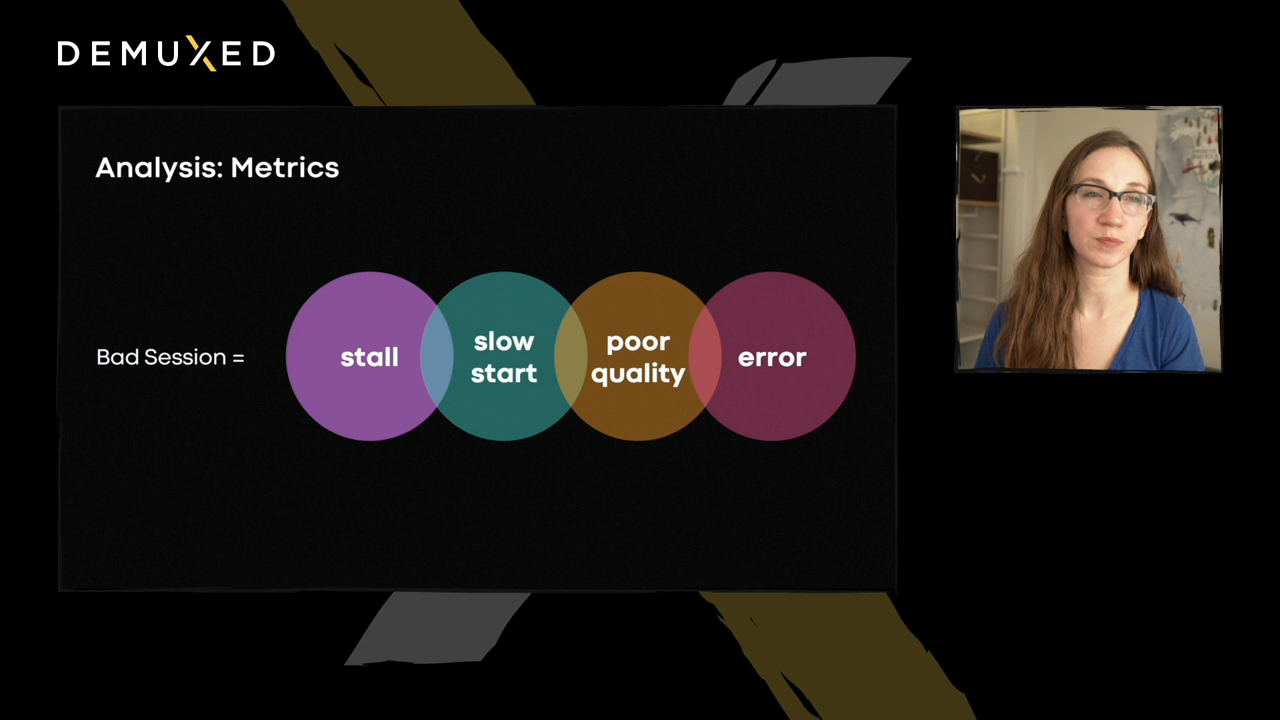 DEMUXED
Analysis: Metrics
Bad Session =
stall
slow
start
poor
quality
error